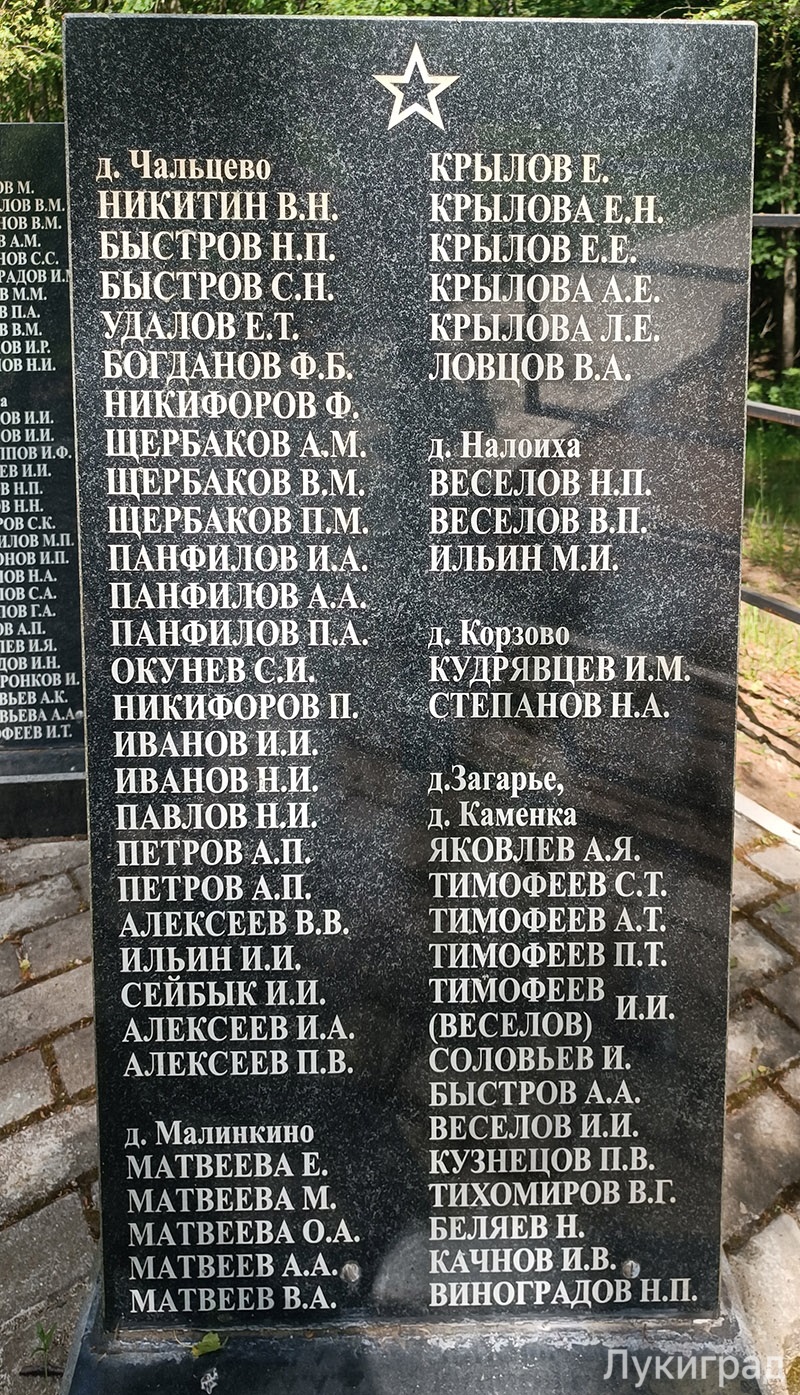 д. Чальцево
НИКИТИН В.Н.
БЫСТРОВ Н.П.
БЫСТРОВ С.Н.
УДАЛОВ Е.Т.
БОГДАНОВ Ф.Б.
НИКИФОРОВ Ф.
ЩЕРБАКОВ А.М.
ЩЕРБАКОВ В.М.
ЩЕРБАКОВ П.М.
ПАНФИЛОВ И.А.
ПАНФИЛОВ А.А.
ПАНФИЛОВ П.А.
ОКУНЕВ С.И.
НИКИФОРОВ П.
ИВАНОВ И.И.
ИВАНОВ Н.И.
ПАВЛОВ Н.И.
ПЕТРОВ А.П.
ПЕТРОВ А.П.
АЛЕКСЕЕВ В.В.
ИЛЬИН И.И.
СЕЙБЫК И.И.
АЛЕКСЕЕВ И.А.
АЛЕКСЕЕВ П.В.
д. Малинкино
МАТВЕЕВА Е.
МАТВЕЕВА М.
МАТВЕЕВА О.А.
МАТВЕЕВ А.А.
МАТВЕЕВ В.А.
КРЫЛОВ Е.
КРЫЛОВА Е.Н.
КРЫЛОВ Е.Е.
КРЫЛОВА А.Е.
КРЫЛОВА Л.Е.
ЛОВЦОВ В.А.
д. Налоиха
ВЕСЕЛОВ Н.П.
ВЕСЕЛОВ В.П.
ИЛЬИН М.И.
д. Корзово
КУДРЯВЦЕВ И.М.
СТЕПАНОВ Н.А.
д.Загарье,
д. Каменка
ЯКОВЛЕВ А.Я.
ТИМОФЕЕВ С.Т.
ТИМОФЕЕВ А.Т.
ТИМОФЕЕВ П.Т.
ТИМОФЕЕВ
(ВЕСЕЛОВ) И.И.
СОЛОВЬЕВ И.
БЫСТРОВ А.А.
ВЕСЕЛОВ И.И.
КУЗНЕЦОВ П.В.
ТИХОМИРОВ В.Г.
БЕЛЯЕВ Н.
КАЧНОВ И.В.
ВИНОГРАДОВ Н.П.
Лукиград